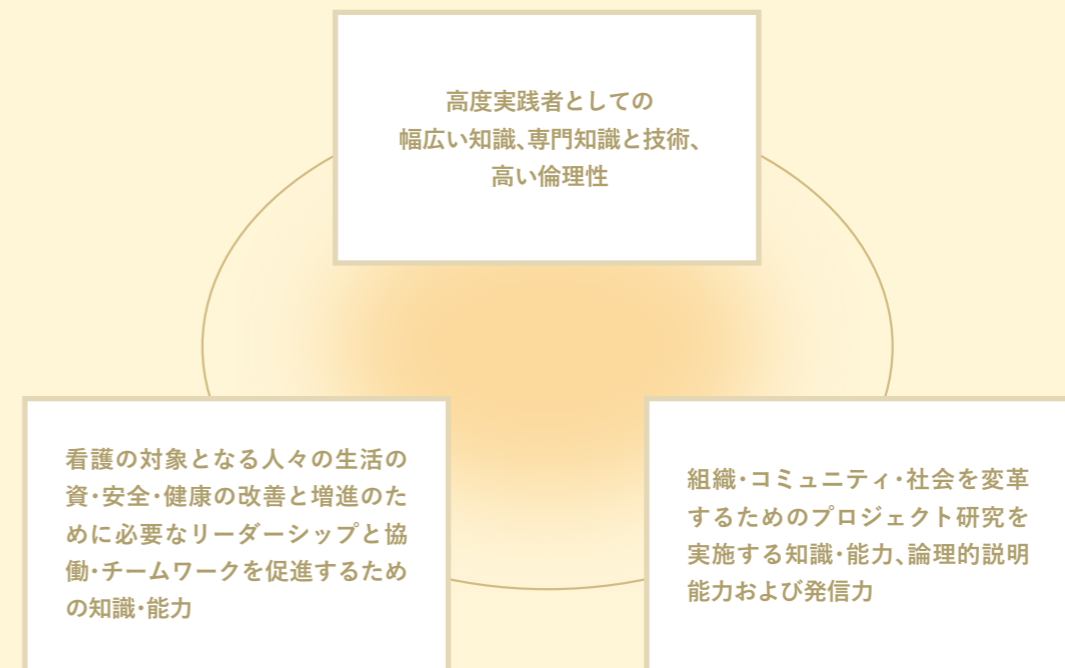 高度実践者としての
幅広い知識、専門知識と技術、
高い倫理性
看護の対象となる人々の生活の
資・安全・健康の改善と増進のた
めに必要なリーダーシップと協
働・チームワークを促進するため
の知識・能力
組織・コミュニティ・社会を変革
するためのプロジェクト研究を
実施する知識・能力、論理的説明
能力および発信力